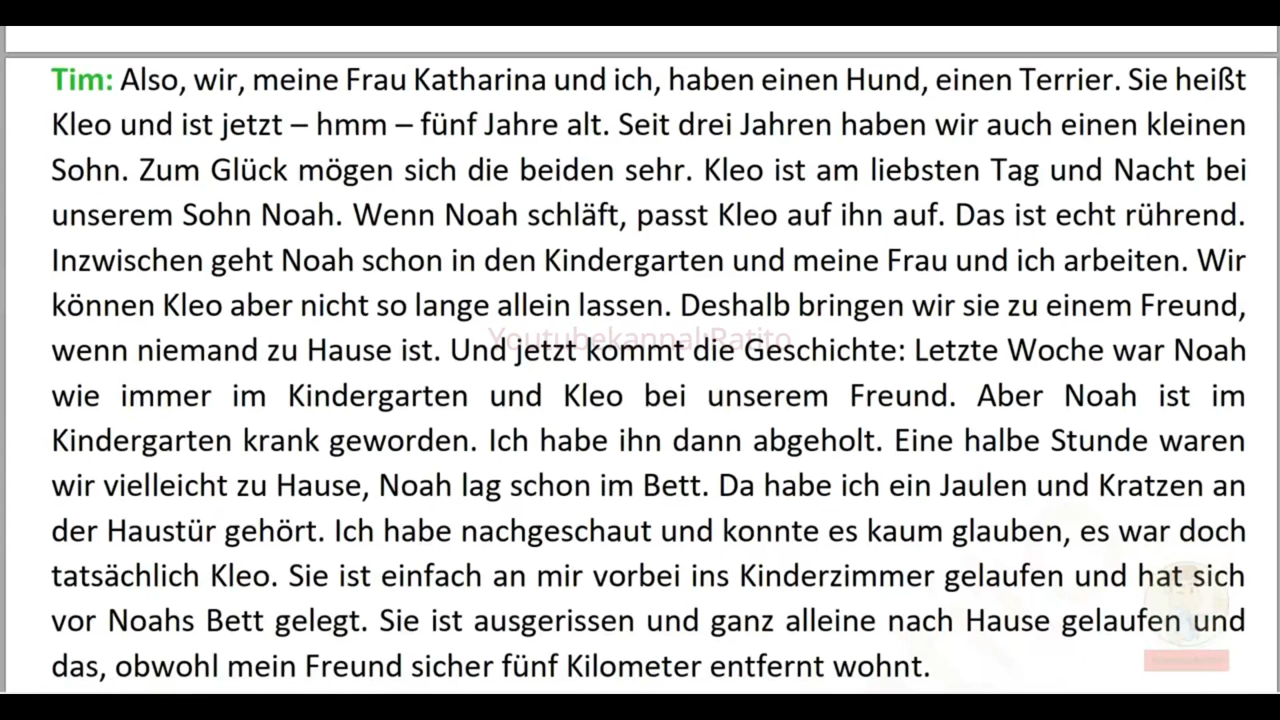 Tim: Also, wir, meine Frau Katharina und ich, haben einen Hund, einen Terrier. Sie heißt
Kleo und ist jetzt – hmm – fünf Jahre alt. Seit drei Jahren haben wir auch einen kleinen
Sohn. Zum Glück mögen sich die beiden sehr. Kleo ist am liebsten Tag und Nacht bei
unserem Sohn Noah. Wenn Noah schläft, passt Kleo auf ihn auf. Das ist echt rührend.
Inzwischen geht Noah schon in den Kindergarten und meine Frau und ich arbeiten. Wir
können Kleo aber nicht so lange allein lassen. Deshalb bringen wir sie zu einem Freund,
Youtubekannal:Ratito
wenn niemand zu Hause ist. Und jetzt kommt die Geschichte: Letzte Woche war Noah
wie immer im Kindergarten und Kleo bei unserem Freund. Aber Noah ist im
Kindergarten krank geworden. Ich habe ihn dann abgeholt. Eine halbe Stunde waren
wir vielleicht zu Hause, Noah lag schon im Bett. Da habe ich ein Jaulen und Kratzen an
der Haustür gehört. Ich habe nachgeschaut und konnte es kaum glauben, es war doch
tatsächlich Kleo. Sie ist einfach an mir vorbei ins Kinderzimmer gelaufen und hat sich
vor Noahs Bett gelegt. Sie ist ausgerissen und ganz alleine nach Hause gelaufen und
das, obwohl mein Freund sicher fünf Kilometer entfernt wohnt.